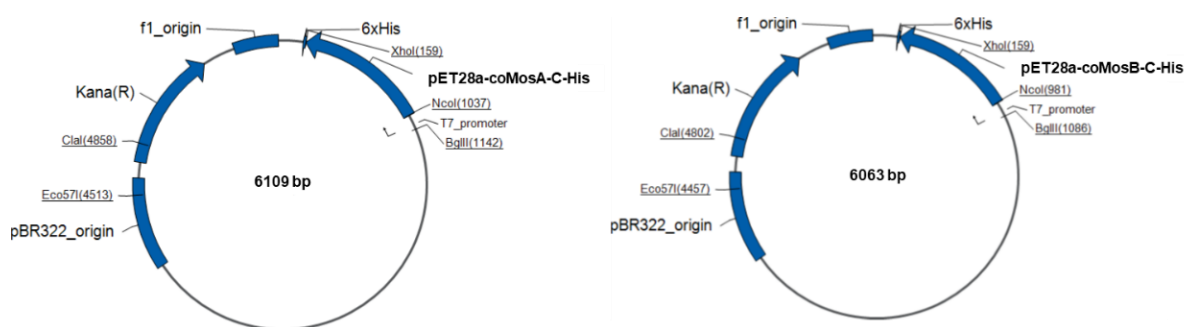 f1_origin
6xHis
XhoI(159)
pET28a-coMosA-C-His
Kana(R)
NcoI(1037)
T7_promoter
BglII(1142)
ClaI(4858)
6109 bp
Eco57I(4513)
pBR322_origin
f1_origin
6xHis
XhoI(159)
pET28a-coMosB-C-His
Kana(R)
NcoI(981)
T7_promoter
BglII(1086)
ClaI(4802)
6063 bp
Eco57I(4457)
pBR322_origin